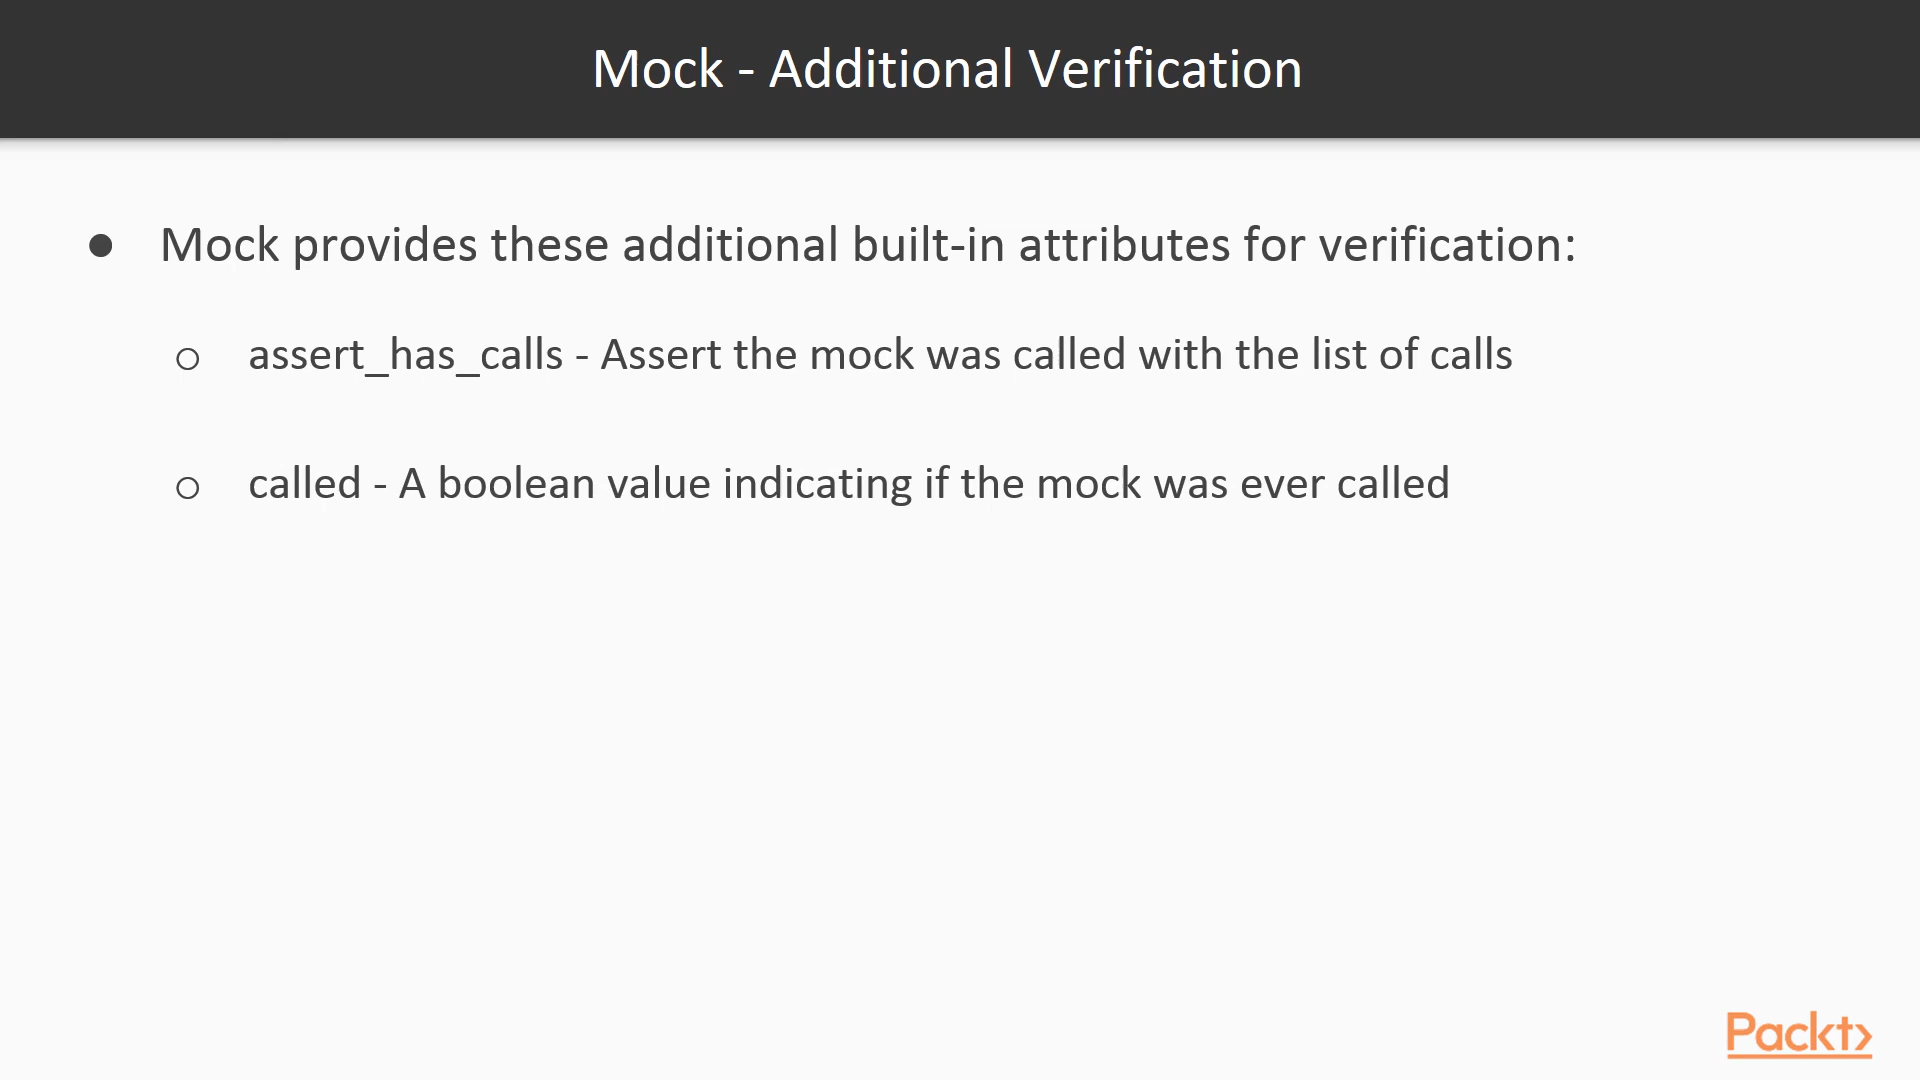 Mock - Additional Verification
● Mock provides these additional built-in attributes for verification:
○ assert_has_calls - Assert the mock was called with the list of calls
○ called - A boolean value indicating if the mock was ever called
Packt>